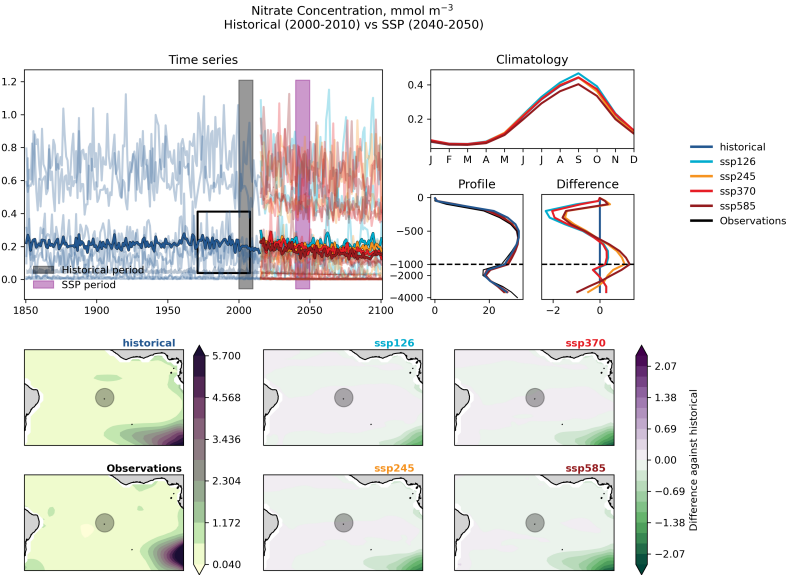 Nitrate Concentration, mmol m−3
Historical (2000-2010) vs SSP (2040-2050)
Time series
1.2
1.0
0.8
0.6
0.4
0.2
0.0
Historical period
SSP period
1850
1900
1950
2000
2050
2100
Climatology
0.4
0.2
J F M A M J J A S O N D
Profile
0
−500
−1000
−2000
−4000
0
20
Difference
−2
0
historical
ssp126
ssp245
ssp370
ssp585
Observations
historical
ssp126
ssp370
Observations
ssp245
ssp585
5.700
4.568
3.436
2.304
1.172
0.040
2.07
1.38
0.69
0.00
−0.69
−1.38
−2.07
Difference against historical